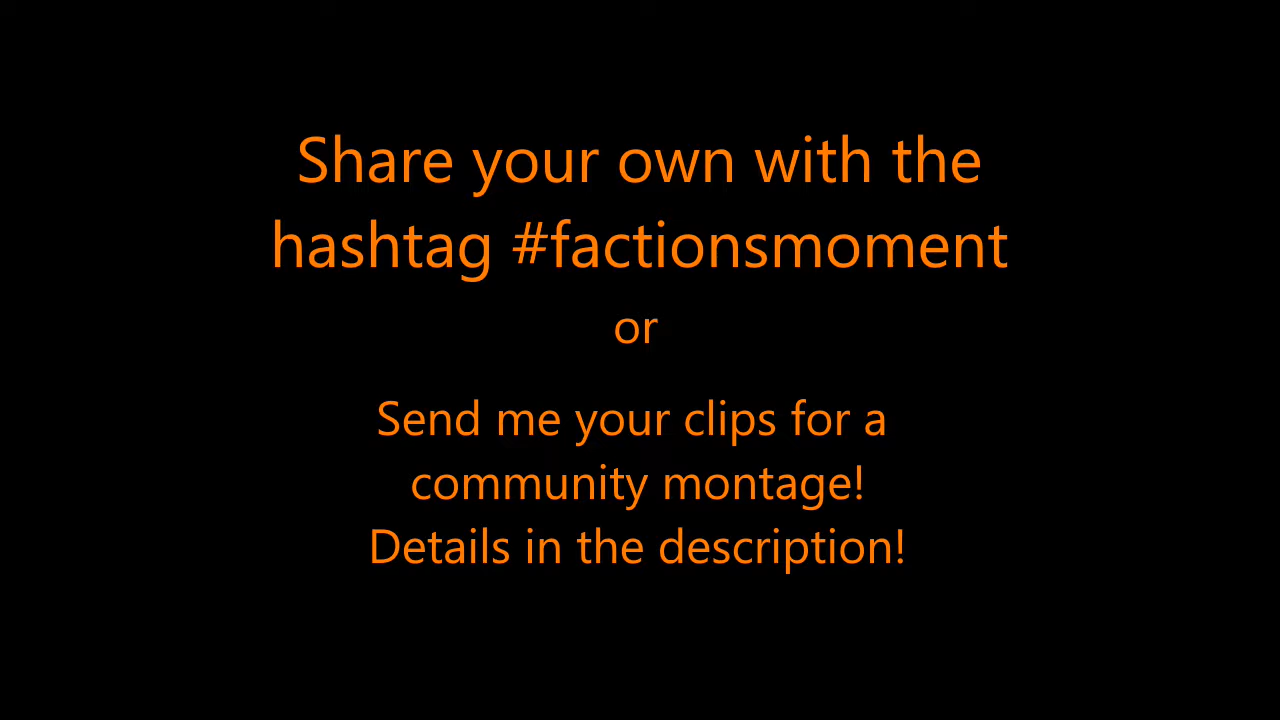 Share your own with the
hashtag #factionsmoment
or
Send me your clips for a
community montage!
Details in the description!